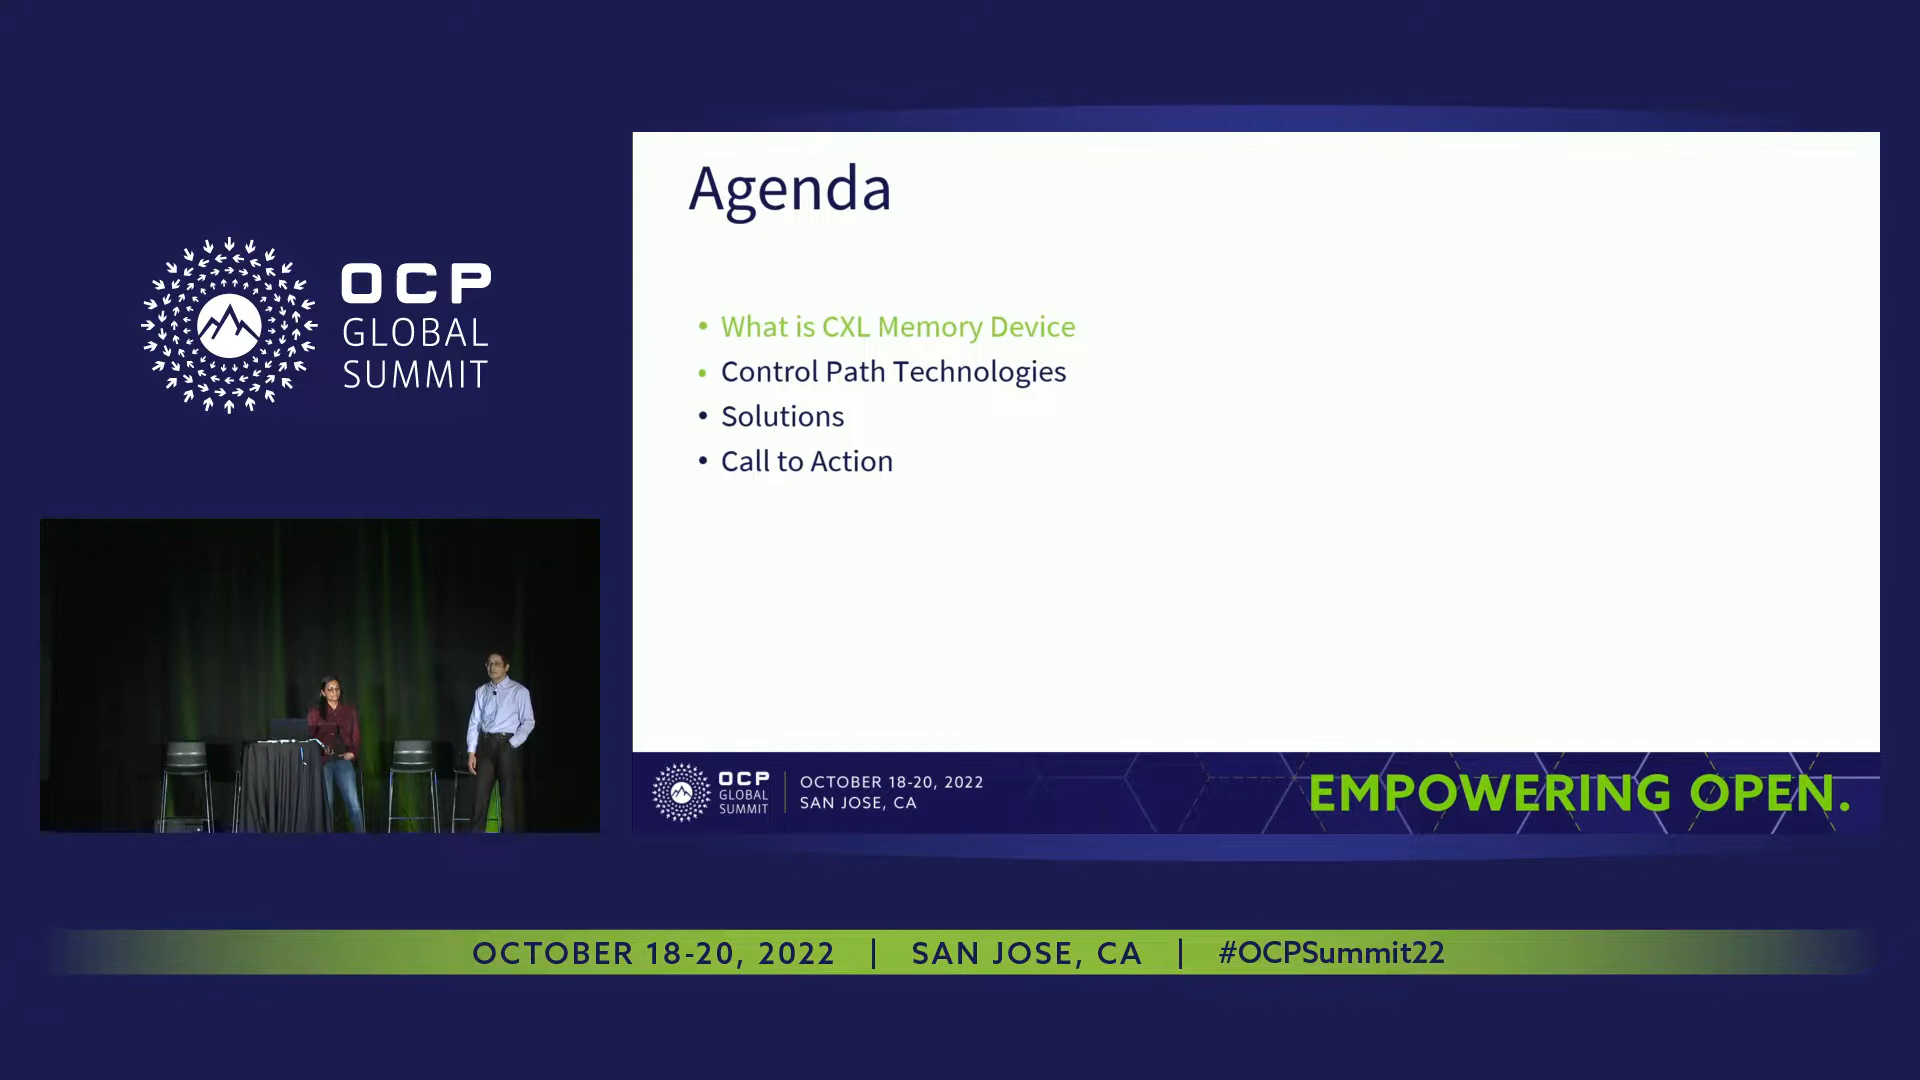 OCP
GLOBAL
SUMMIT
Agenda
• What is CXL Memory Device
• Control Path Technologies
• Solutions
• Call to Action
OCP
GLOBAL
SUMMIT
OCTOBER 18-20, 2022
SAN JOSE, CA
EMPOWERING OPEN.
OCTOBER 18-20, 2022 | SAN JOSE, CA | #OCPSummit22